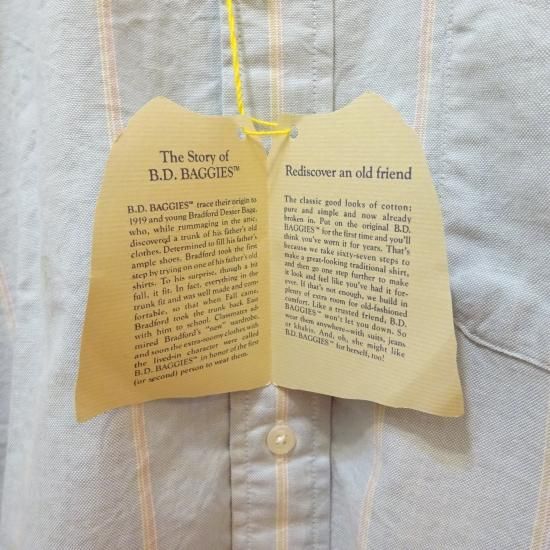 The Story of
B.D. BAGGIES™
B.D. BAGGIES™ trace their origin to
1919 and young Bradford Dexter Bagg,
who, while rummaging in the attic,
discovered a trunk of his father's old
clothes. Determined to fill his father's
ample shoes, Bradford took the first
step by trying on one of his father's old
shirts. To his surprise, though a bit
full, it fit. In fact, everything in the
trunk fit and was well made and com-
fortable, so that when Fall came,
Bradford took the trunk back East
with him to school. Classmates ad-
mired Bradford's "new" wardrobe,
and soon the extra-roomy clothes with
the lived-in character were called
B.D. BAGGIES™ in honor of the first
(or second) person to wear them.
Rediscover an old friend
The classic good looks of cotton;
pure and simple and now already
broken in. Put on the original B.D.
BAGGIES™ for the first time and you'll
think you've worn it for years. That's
because we take sixty-seven steps to
make a great-looking traditional shirt,
and then go one step further to make
it look and feel like you've had it for-
ever. If that's not enough, we build in
plenty of extra room for old-fashioned
comfort. Like a trusted friend, B.D.
BAGGIES™ won't let you down. So
wear them anywhere—with suits, jeans
or khakis. And, oh, she might like
B.D. BAGGIES™ for herself, too!